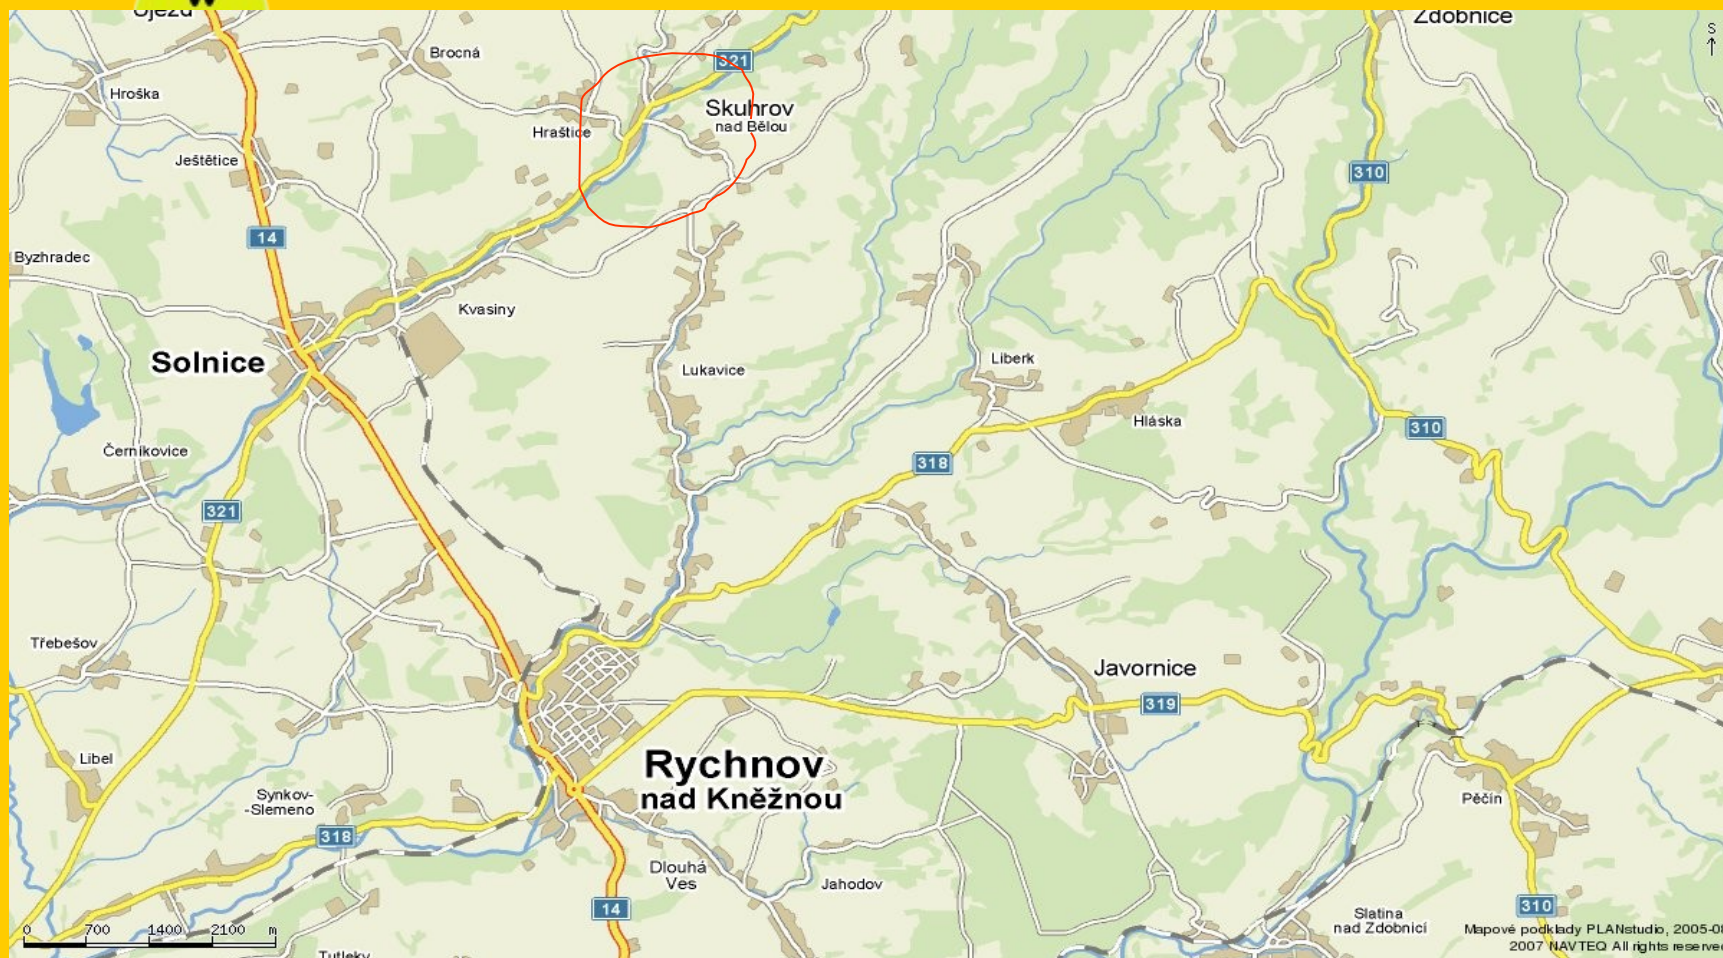 Újezd
Zdobnice
S
Brocná
321
Hroška
Skuhrov
nad Bělou
Hraštice
Ještětice
310
14
Byzhradec
Kvasiny
Solnice
Lukavice
Liberk
Hláska
310
Černíkovice
318
321
Třebešov
Javornice
319
Libel
Rychnov
nad Kněžnou
Synkov-
-Slemeno
Pěčín
318
Dlouhá
Ves
Jahodov
14
310
Slatina
nad Zdobnicí
0 700 1400 2100 m
Mapové podklady PLANstudio, 2005-08
2007 NAVTEQ All rights reserved
Tutleky